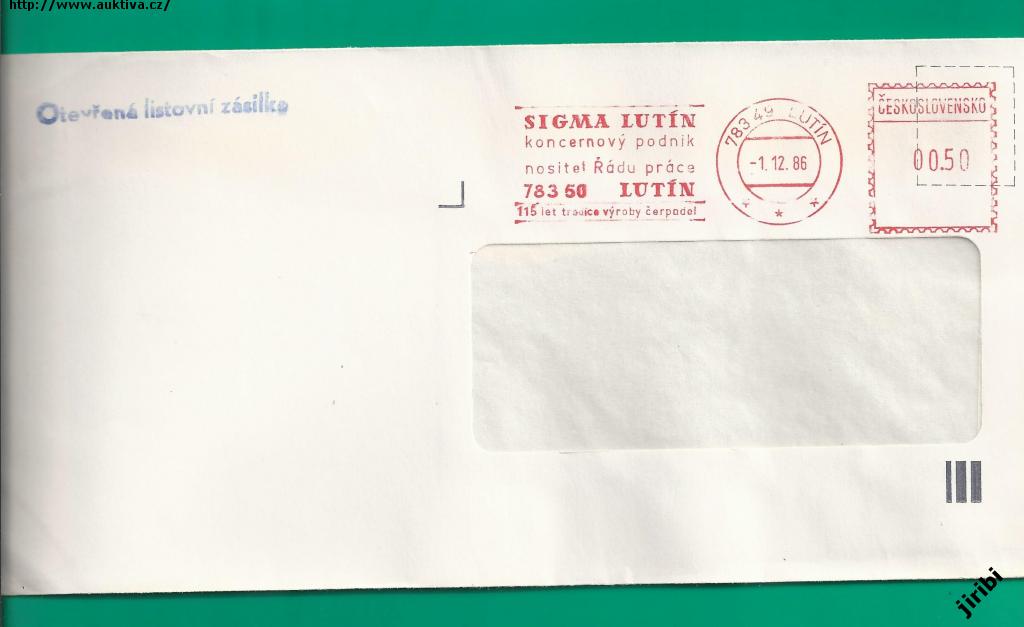 http://www.auktiva.cz/
Otevřená listovní zásilka
SIGMA LUTÍN
koncernový podnik
nositel Řádu práce
783 50 LUTÍN
115 let tradice výroby čerpadel
783 49 LUTÍN
-1.12.86
* * *
ČESKOSLOVENSKO
00.50
jiribi